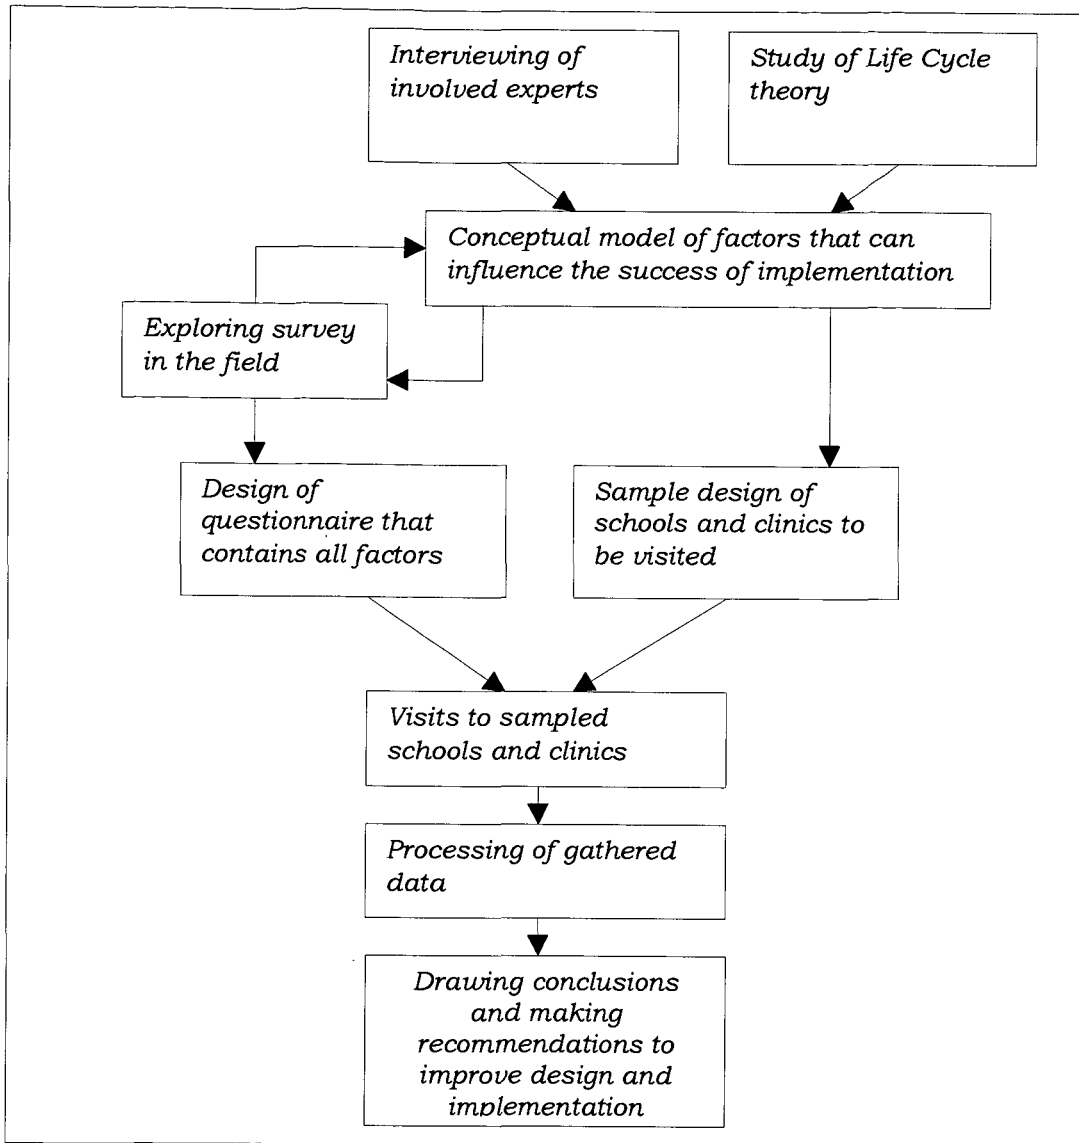 Interviewing of
involved experts
Study of Life Cycle
theory
Conceptual model of factors that can
influence the success of implementation
Exploring survey
in the field
Design of
questionnaire that
contains all factors
Sample design of
schools and clinics to
be visited
Visits to sampled
schools and clinics
Processing of gathered
data
Drawing conclusions
and making
recommendations to
improve design and
implementation